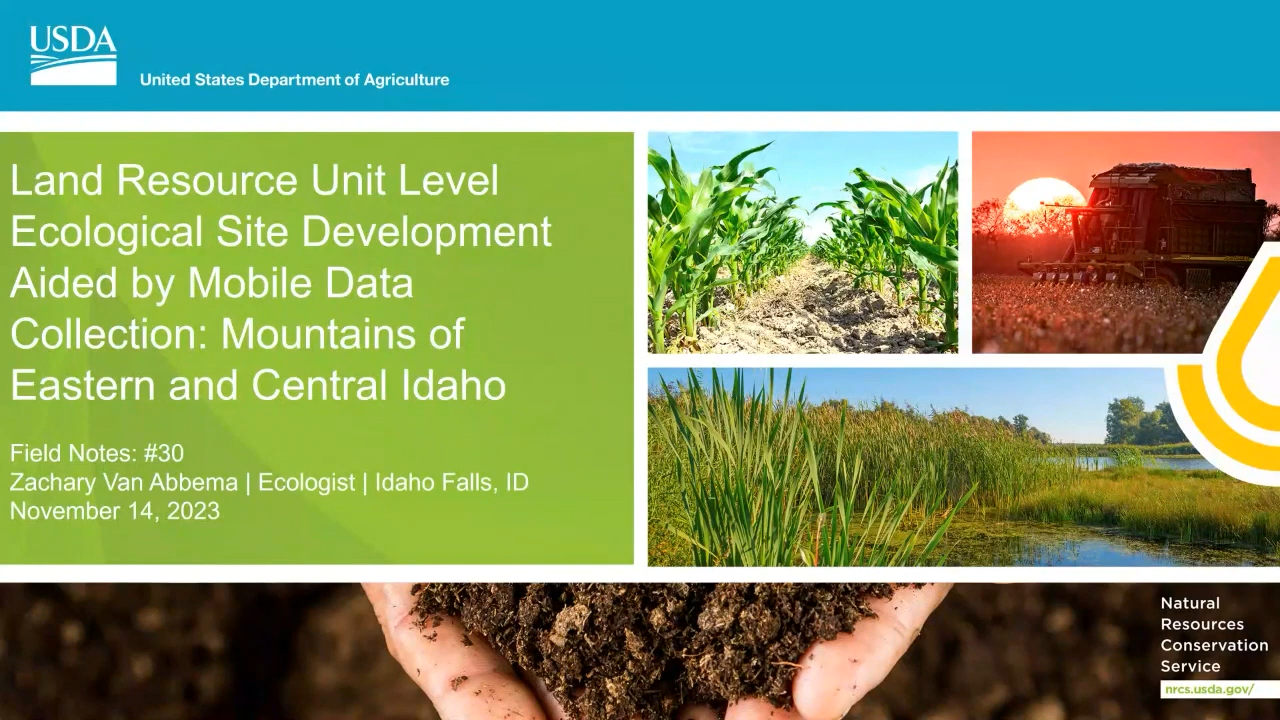 USDA
United States Department of Agriculture
Land Resource Unit Level
Ecological Site Development
Aided by Mobile Data
Collection: Mountains of
Eastern and Central Idaho
Field Notes: #30
Zachary Van Abbema | Ecologist | Idaho Falls, ID
November 14, 2023
Natural
Resources
Conservation
Service
nrcs.usda.gov/